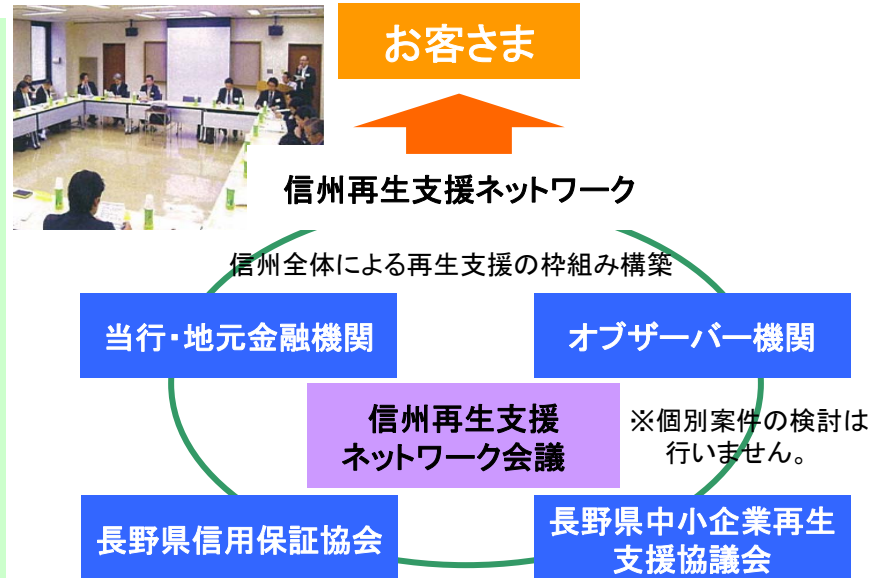 お客さま
信州再生支援ネットワーク
信州全体による再生支援の枠組み構築
当行・地元金融機関
オブザーバー機関
信州再生支援
ネットワーク会議
※個別案件の検討は
行いません。
長野県信用保証協会
長野県中小企業再生
支援協議会